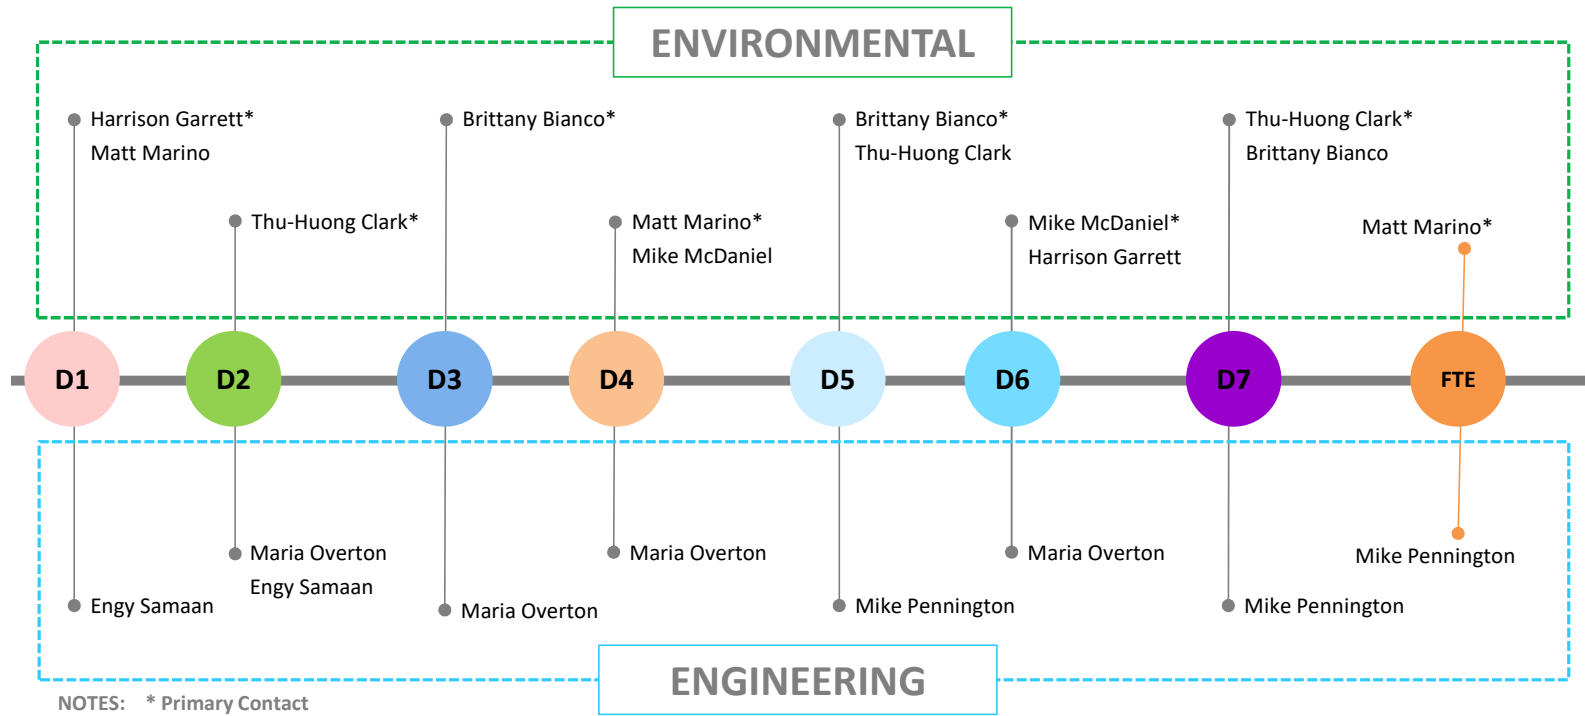 ENVIRONMENTAL
Harrison Garrett*
Matt Marino
Brittany Bianco*
Brittany Bianco*
Thu-Huong Clark
Thu-Huong Clark*
Brittany Bianco
Thu-Huong Clark*
Matt Marino*
Mike McDaniel
Mike McDaniel*
Harrison Garrett
Matt Marino*
D1
D2
D3
D4
D5
D6
D7
FTE
Maria Overton
Engy Samaan
Maria Overton
Maria Overton
Mike Pennington
Engy Samaan
Maria Overton
Mike Pennington
Mike Pennington
ENGINEERING
NOTES: * Primary Contact